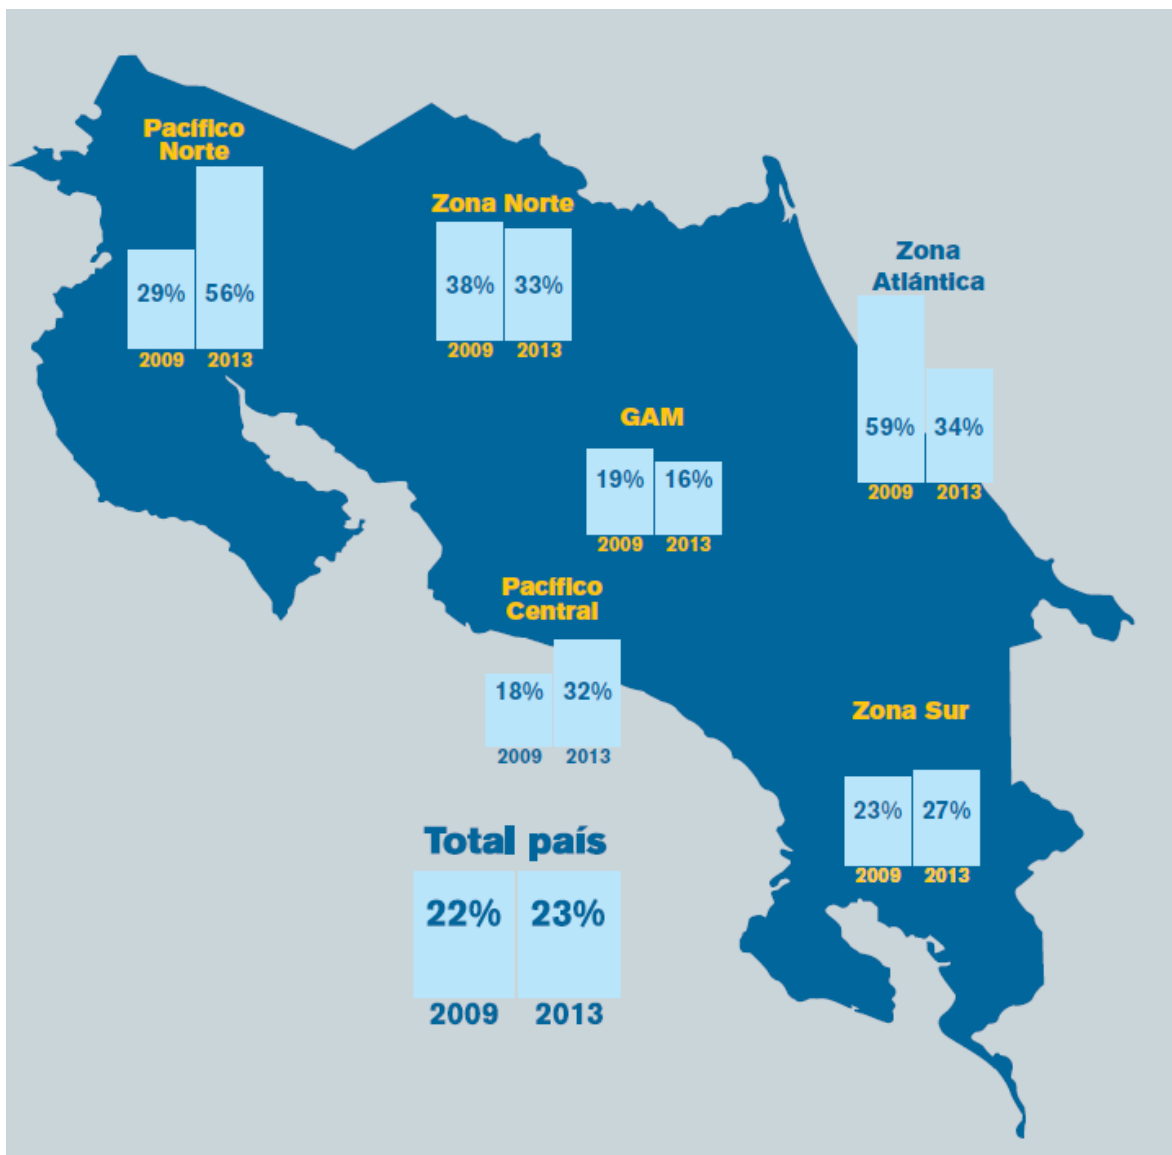 Pacífico
Norte
29% 56%
2009 2013
Zona Norte
38% 33%
2009 2013
Zona
Atlántica
59% 34%
2009 2013
GAM
19% 16%
2009 2013
Pacífico
Central
18% 32%
2009 2013
Zona Sur
23% 27%
2009 2013
Total país
22% 23%
2009 2013